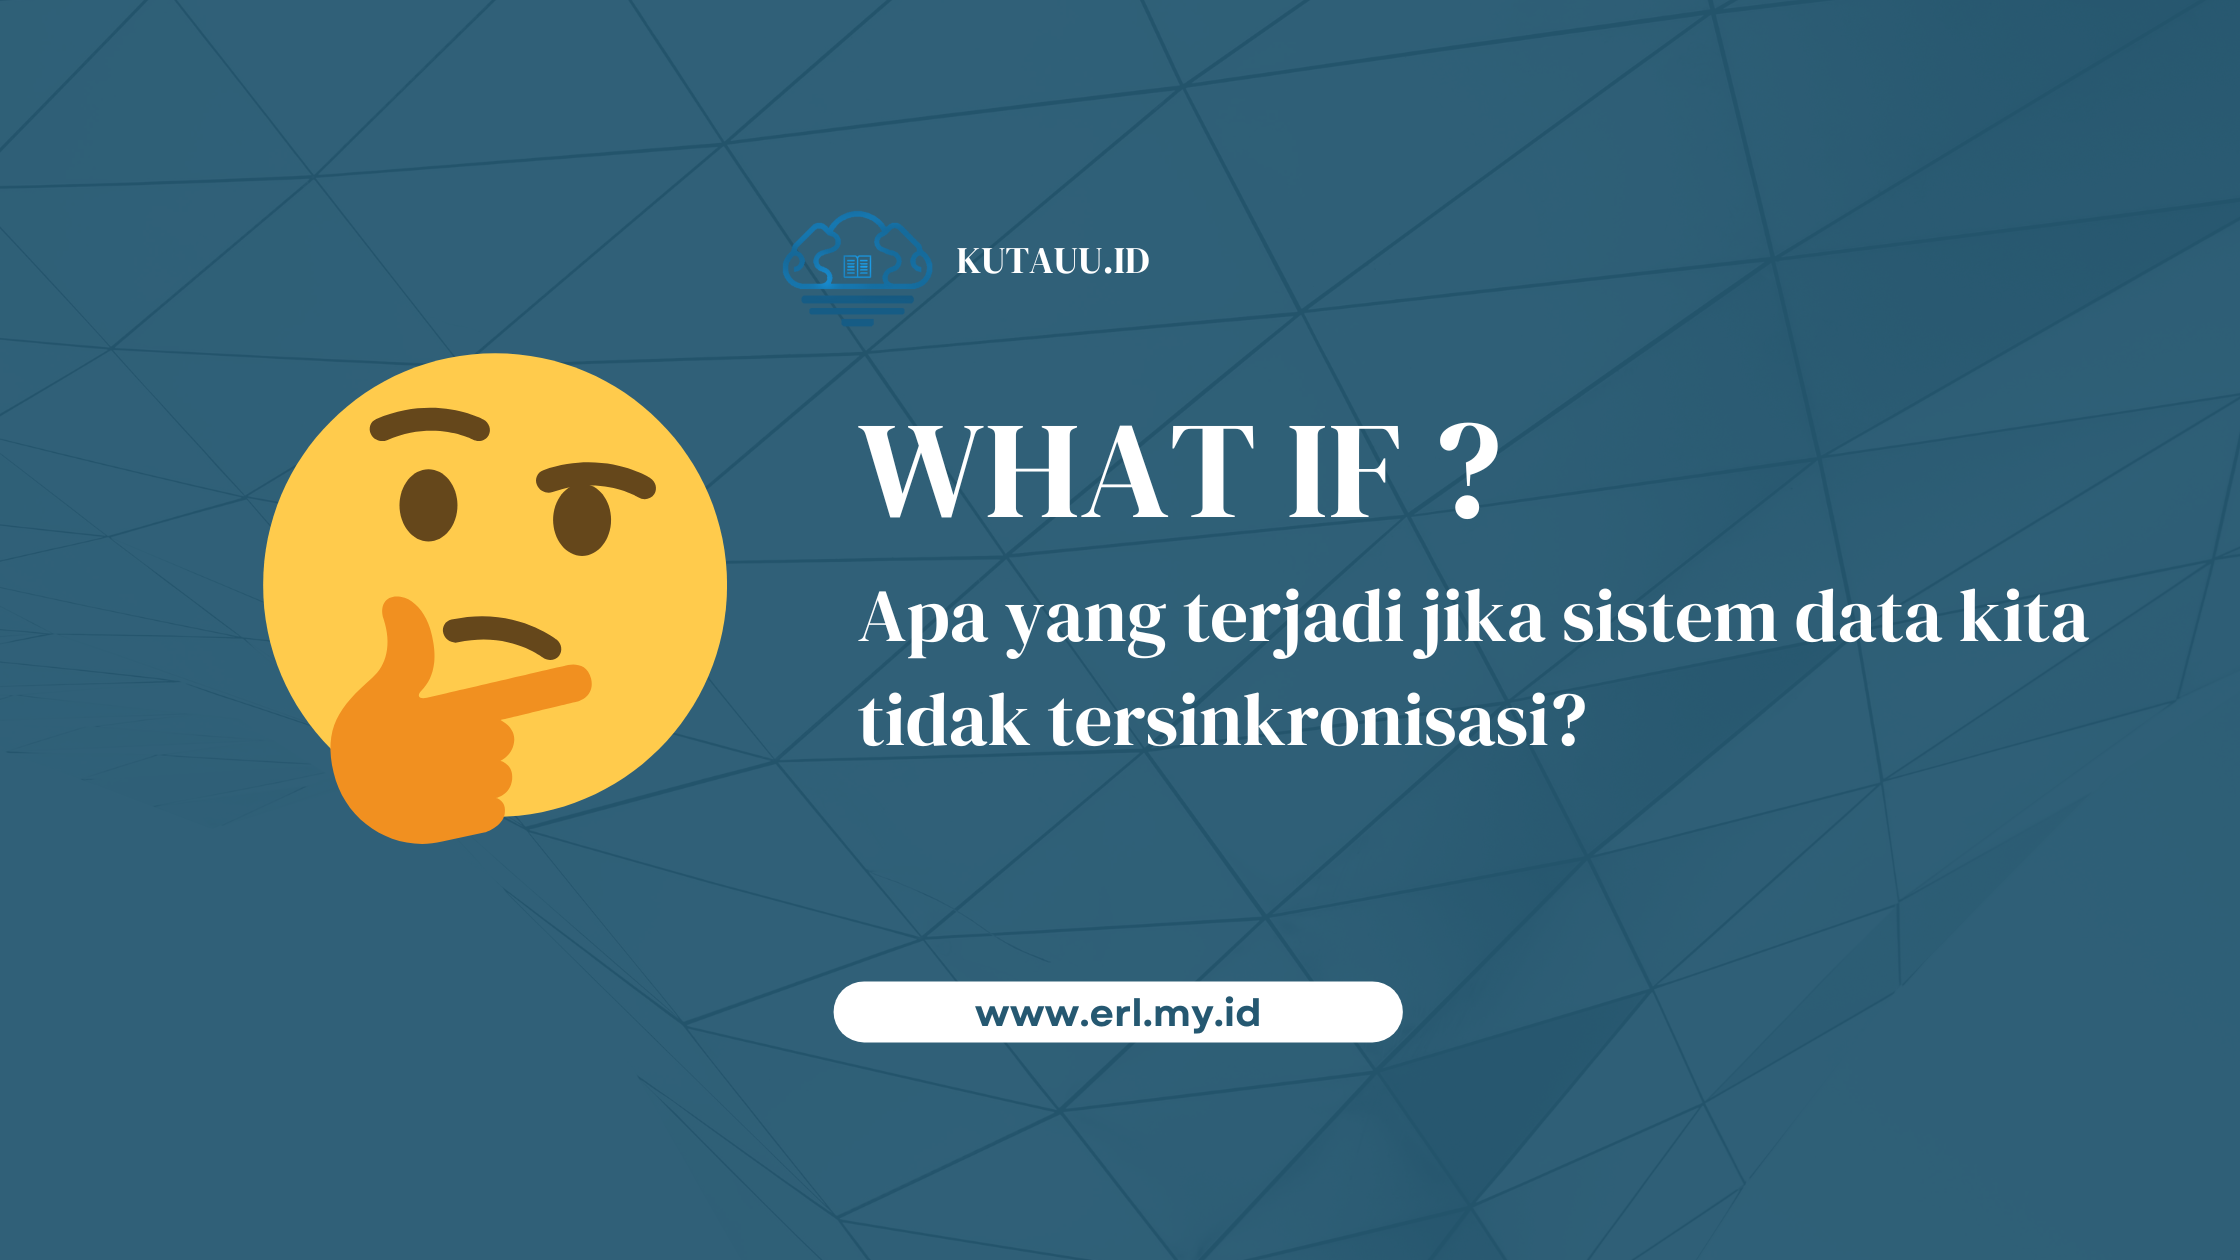 KUTAUU.ID
WHAT IF ?
Apa yang terjadi jika sistem data kita
tidak tersinkronisasi?
www.erl.my.id